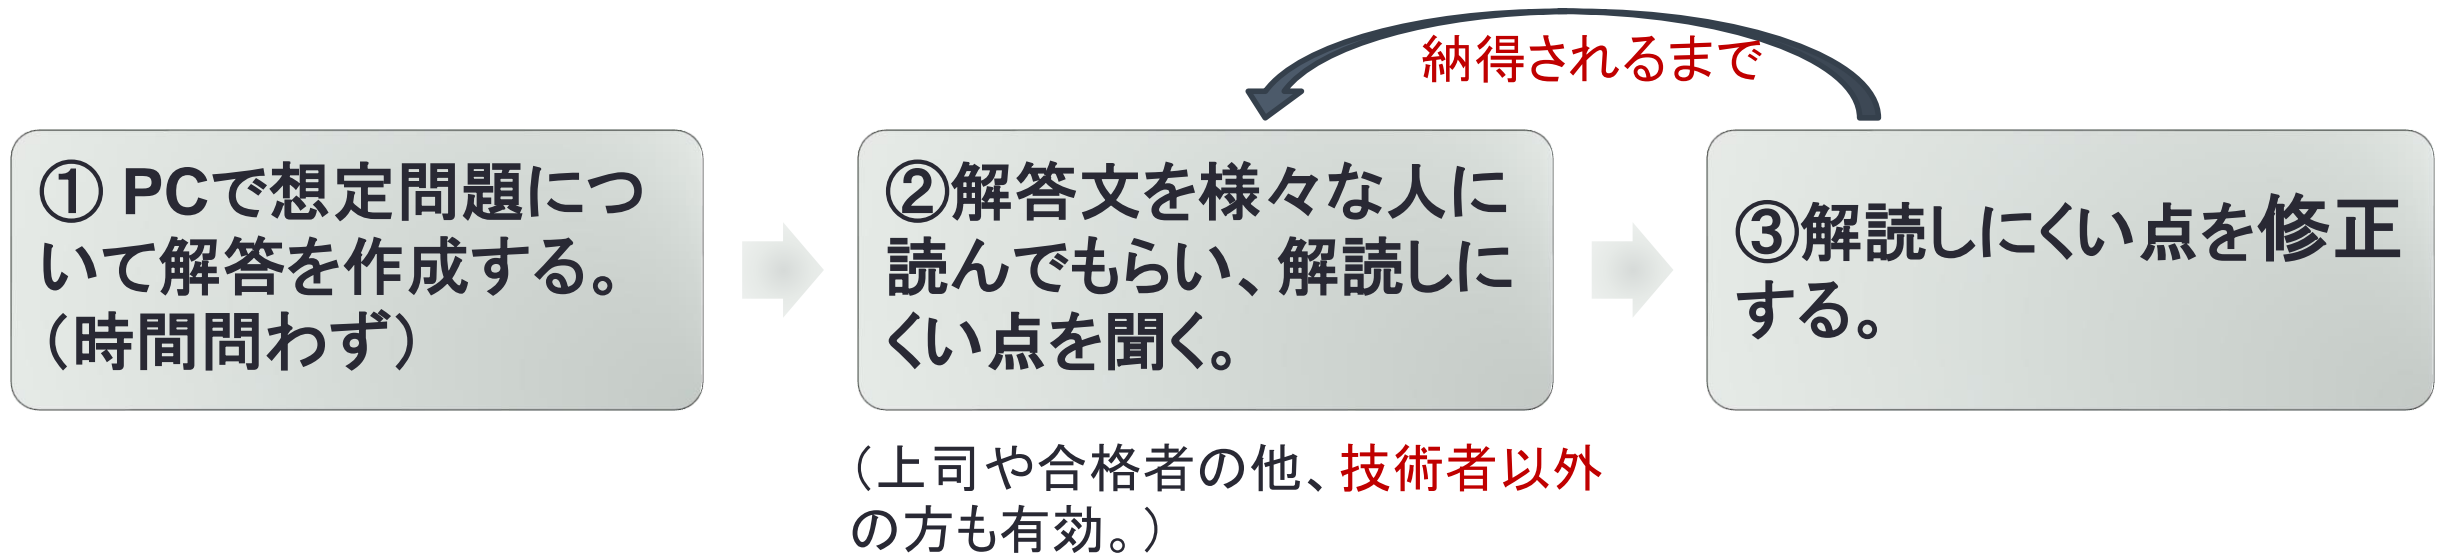 納得されるまで
① PCで想定問題につ
いて解答を作成する。
（時間問わず）
②解答文を様々な人に
読んでもらい、解読しに
くい点を聞く。
③解読しにくい点を修正
する。
（上司や合格者の他、技術者以外
の方も有効。）